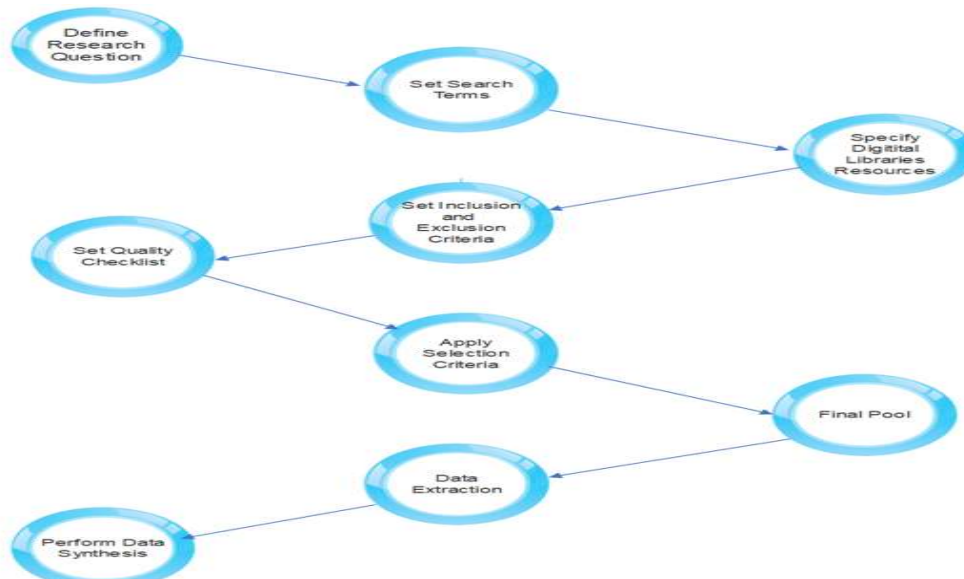 Define
Research
Question
Set Search
Terms
Specify
Digitital
Libraries
Resources
Set Inclusion
and
Exclusion
Criteria
Set Quality
Checklist
Apply
Selection
Criteria
Final Pool
Data
Extraction
Perform Data
Synthesis